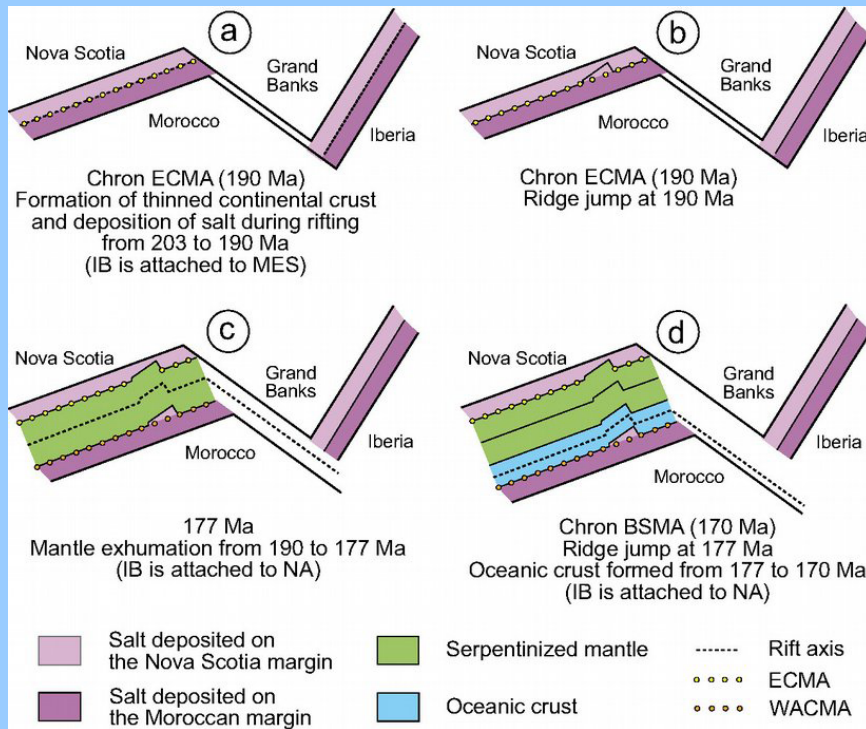 a
Nova Scotia
Grand
Banks
Morocco
Iberia
Chron ECMA (190 Ma)
Formation of thinned continental crust
and deposition of salt during rifting
from 203 to 190 Ma
(IB is attached to MES)
b
Nova Scotia
Grand
Banks
Morocco
Iberia
Chron ECMA (190 Ma)
Ridge jump at 190 Ma
c
Nova Scotia
Grand
Banks
Morocco
Iberia
177 Ma
Mantle exhumation from 190 to 177 Ma
(IB is attached to NA)
d
Nova Scotia
Grand
Banks
Morocco
Iberia
Chron BSMA (170 Ma)
Ridge jump at 177 Ma
Oceanic crust formed from 177 to 170 Ma
(IB is attached to NA)
Salt deposited on
the Nova Scotia margin
Salt deposited on
the Moroccan margin
Serpentinized mantle
Oceanic crust
Rift axis
ECMA
WACMA